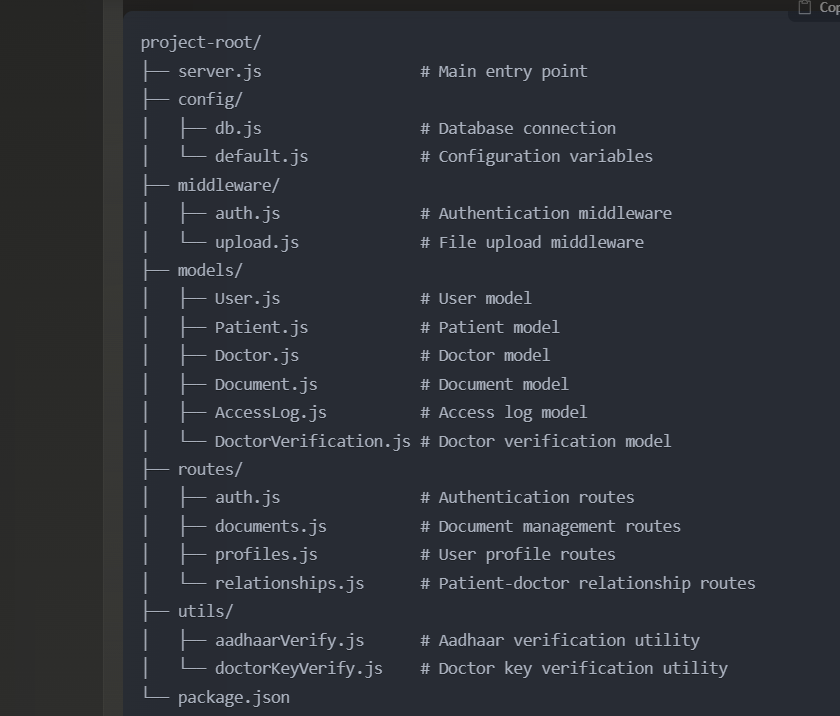 Cop
project-root/
├── server.js                 # Main entry point
├── config/
│   ├── db.js                 # Database connection
│   └── default.js            # Configuration variables
├── middleware/
│   ├── auth.js               # Authentication middleware
│   └── upload.js             # File upload middleware
├── models/
│   ├── User.js               # User model
│   ├── Patient.js            # Patient model
│   ├── Doctor.js             # Doctor model
│   ├── Document.js           # Document model
│   ├── AccessLog.js          # Access log model
│   └── DoctorVerification.js # Doctor verification model
├── routes/
│   ├── auth.js               # Authentication routes
│   ├── documents.js          # Document management routes
│   ├── profiles.js           # User profile routes
│   └── relationships.js      # Patient-doctor relationship routes
├── utils/
│   ├── aadhaarVerify.js      # Aadhaar verification utility
│   └── doctorKeyVerify.js    # Doctor key verification utility
└── package.json